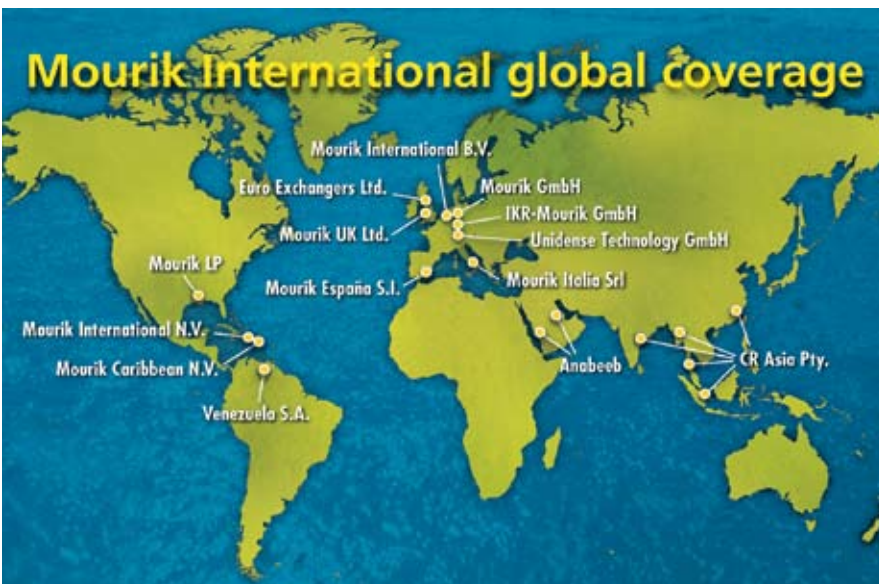 Mourik International global coverage
Mourik International B.V.
Euro Exchangers Ltd.
Mourik GmbH
IKR-Mourik GmbH
Mourik UK Ltd.
Unidense Technology GmbH
Mourik LP
Mourik España S.l.
Mourik Italia Srl
Mourik International N.V.
Mourik Caribbean N.V.
Anabeeb
CR Asia Pty.
Venezuela S.A.